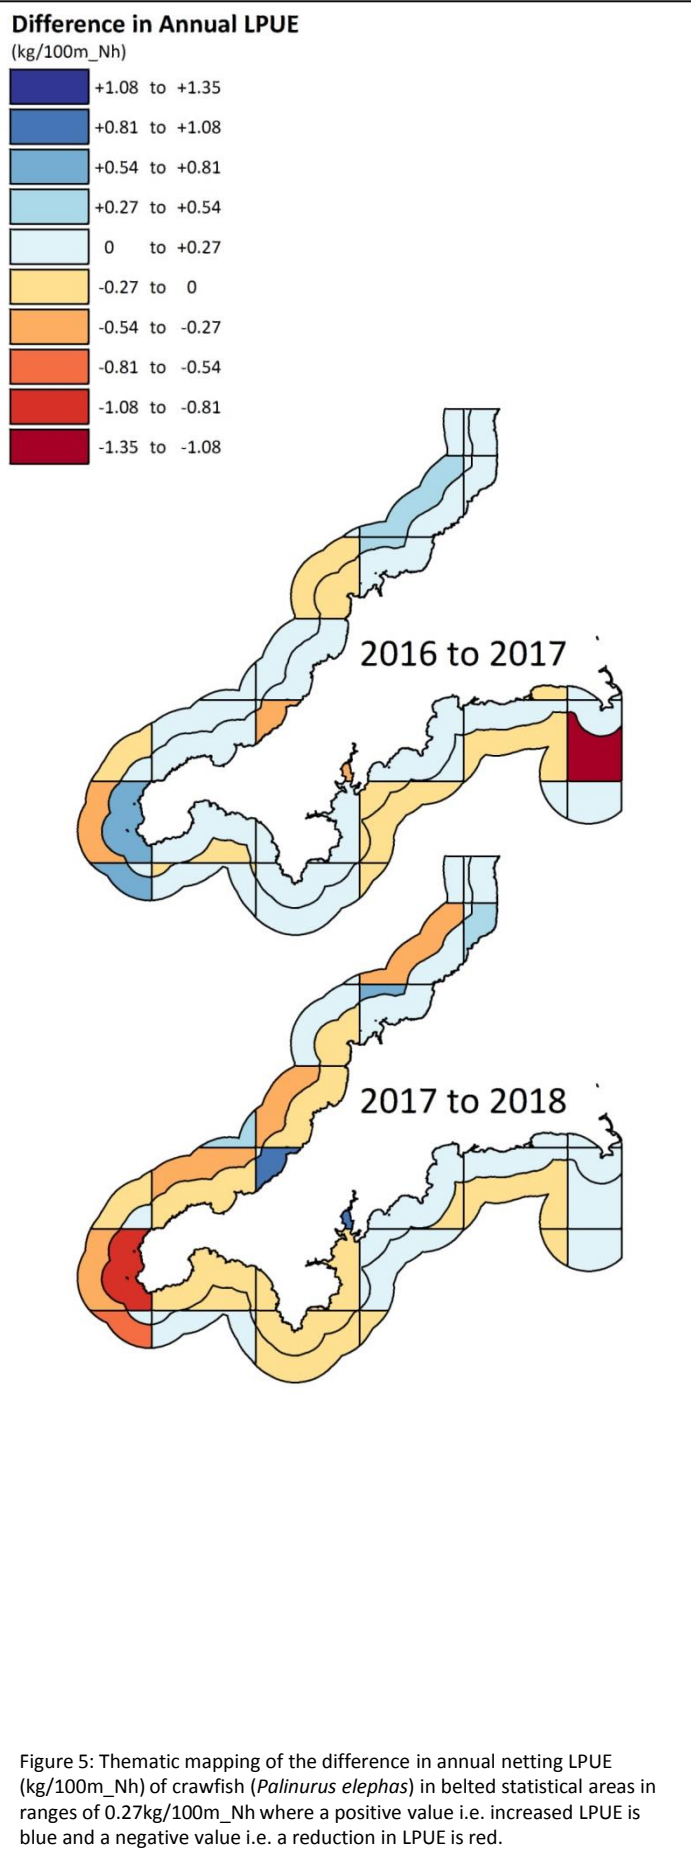 Difference in Annual LPUE
(kg/100m_Nh)
+1.08 to +1.35
+0.81 to +1.08
+0.54 to +0.81
+0.27 to +0.54
0 to +0.27
-0.27 to 0
-0.54 to -0.27
-0.81 to -0.54
-1.08 to -0.81
-1.35 to -1.08
2016 to 2017
2017 to 2018
Figure 5: Thematic mapping of the difference in annual netting LPUE
(kg/100m_Nh) of crawfish (Palinurus elephas) in belted statistical areas in
ranges of 0.27kg/100m_Nh where a positive value i.e. increased LPUE is
blue and a negative value i.e. a reduction in LPUE is red.